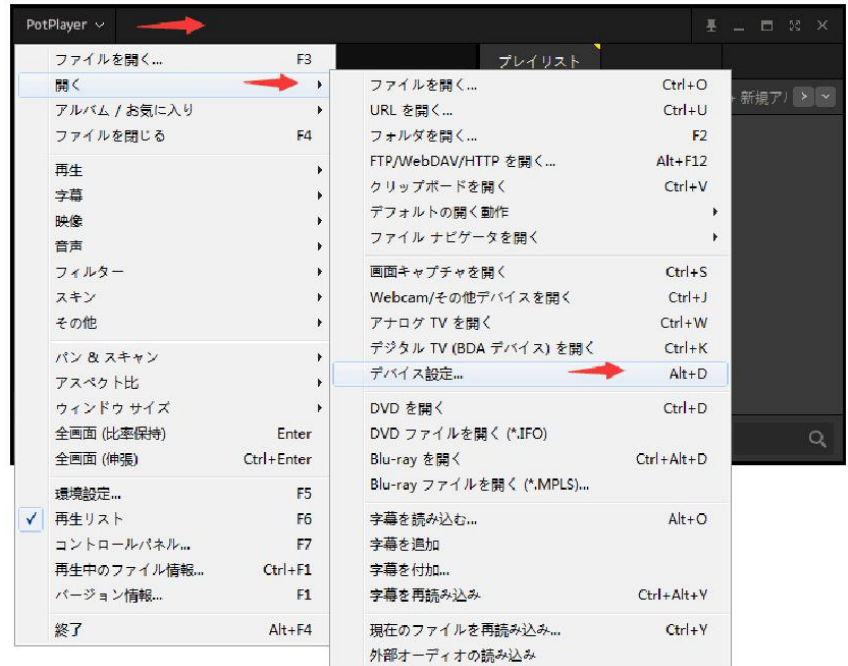 PotPlayer
プレイリスト
+ 新規ア
ファイルを開く... F3
開く
アルバム / お気に入り
ファイルを閉じる F4
再生
字幕
映像
音声
フィルター
スキン
その他
パン & スキャン
アスペクト比
ウィンドウ サイズ
全画面 (比率保持) Enter
全画面 (伸張) Ctrl+Enter
環境設定... F5
再生リスト F6
コントロールパネル... F7
再生中のファイル情報... Ctrl+F1
バージョン情報... F1
終了 Alt+F4
ファイルを開く... Ctrl+O
URL を開く... Ctrl+U
フォルダを開く... F2
FTP/WebDAV/HTTP を開く... Alt+F12
クリップボードを開く Ctrl+V
デフォルトの開く動作
ファイル ナビゲータを開く
画面キャプチャを開く Ctrl+S
Webcam/その他デバイスを開く Ctrl+J
アナログ TV を開く Ctrl+W
デジタル TV (BDA デバイス) を開く Ctrl+K
デバイス設定... Alt+D
DVD を開く Ctrl+D
DVD ファイルを開く (*.IFO)
Blu-ray を開く Ctrl+Alt+D
Blu-ray ファイルを開く (*.MPLS)...
字幕を読み込む... Alt+O
字幕を追加
字幕を付加...
字幕を再読み込み Ctrl+Alt+Y
現在のファイルを再読み込み... Ctrl+Y
外部オーディオの読み込み